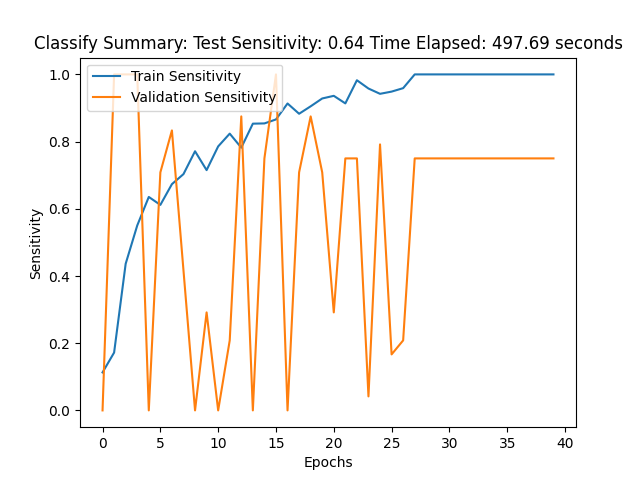 Classify Summary: Test Sensitivity: 0.64 Time Elapsed: 497.69 seconds
Train Sensitivity
Validation Sensitivity
1.0
0.8
0.6
0.4
0.2
0.0
Sensitivity
0 5 10 15 20 25 30 35 40
Epochs